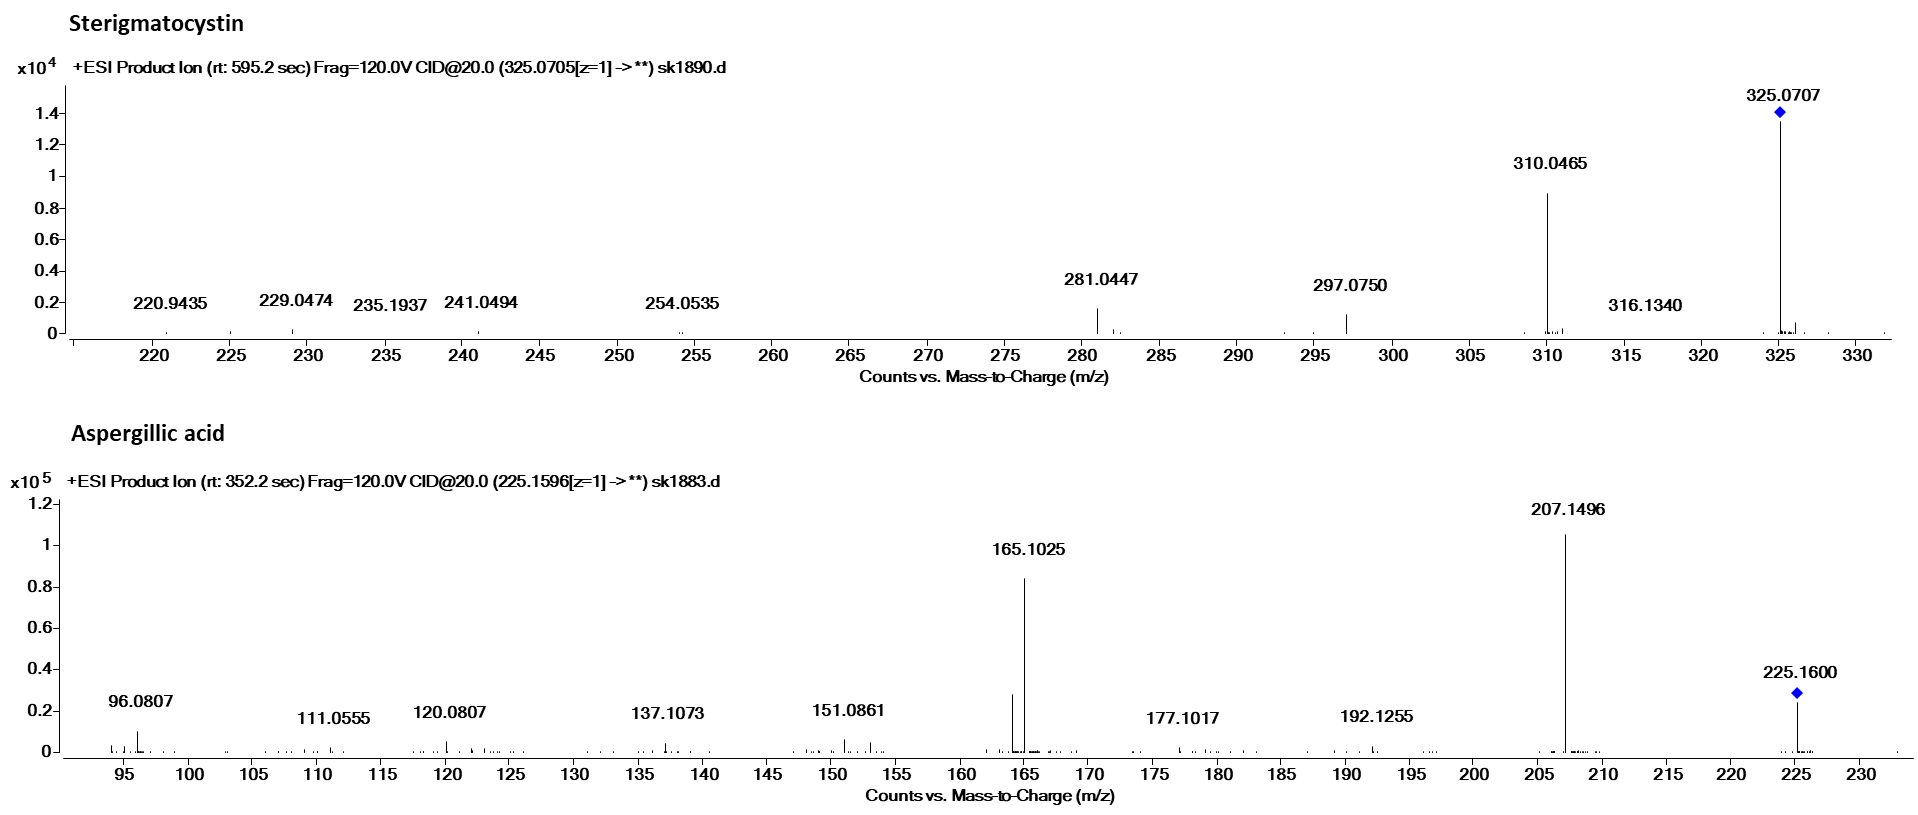 Sterigmatocystin
x10 4 +ESI Product Ion (rt: 595.2 sec) Frag=120.0V CID@20.0 (325.0705[z=1] -> **) sk1890.d
1.4
1.2
1
0.8
0.6
0.4
0.2
0
325.0707
310.0465
281.0447
297.0750
220.9435 229.0474 235.1937 241.0494 254.0535 316.1340
220 225 230 235 240 245 250 255 260 265 270 275 280 285 290 295 300 305 310 315 320 325 330
Counts vs. Mass-to-Charge (m/z)
Aspergillic acid
x10 5 +ESI Product Ion (rt: 352.2 sec) Frag=120.0V CID@20.0 (225.1596[z=1] -> **) sk1883.d
1.2
1
0.8
0.6
0.4
0.2
0
207.1496
165.1025
225.1600
96.0807 111.0555 120.0807 137.1073 151.0861 177.1017 192.1255
95 100 105 110 115 120 125 130 135 140 145 150 155 160 165 170 175 180 185 190 195 200 205 210 215 220 225 230
Counts vs. Mass-to-Charge (m/z)